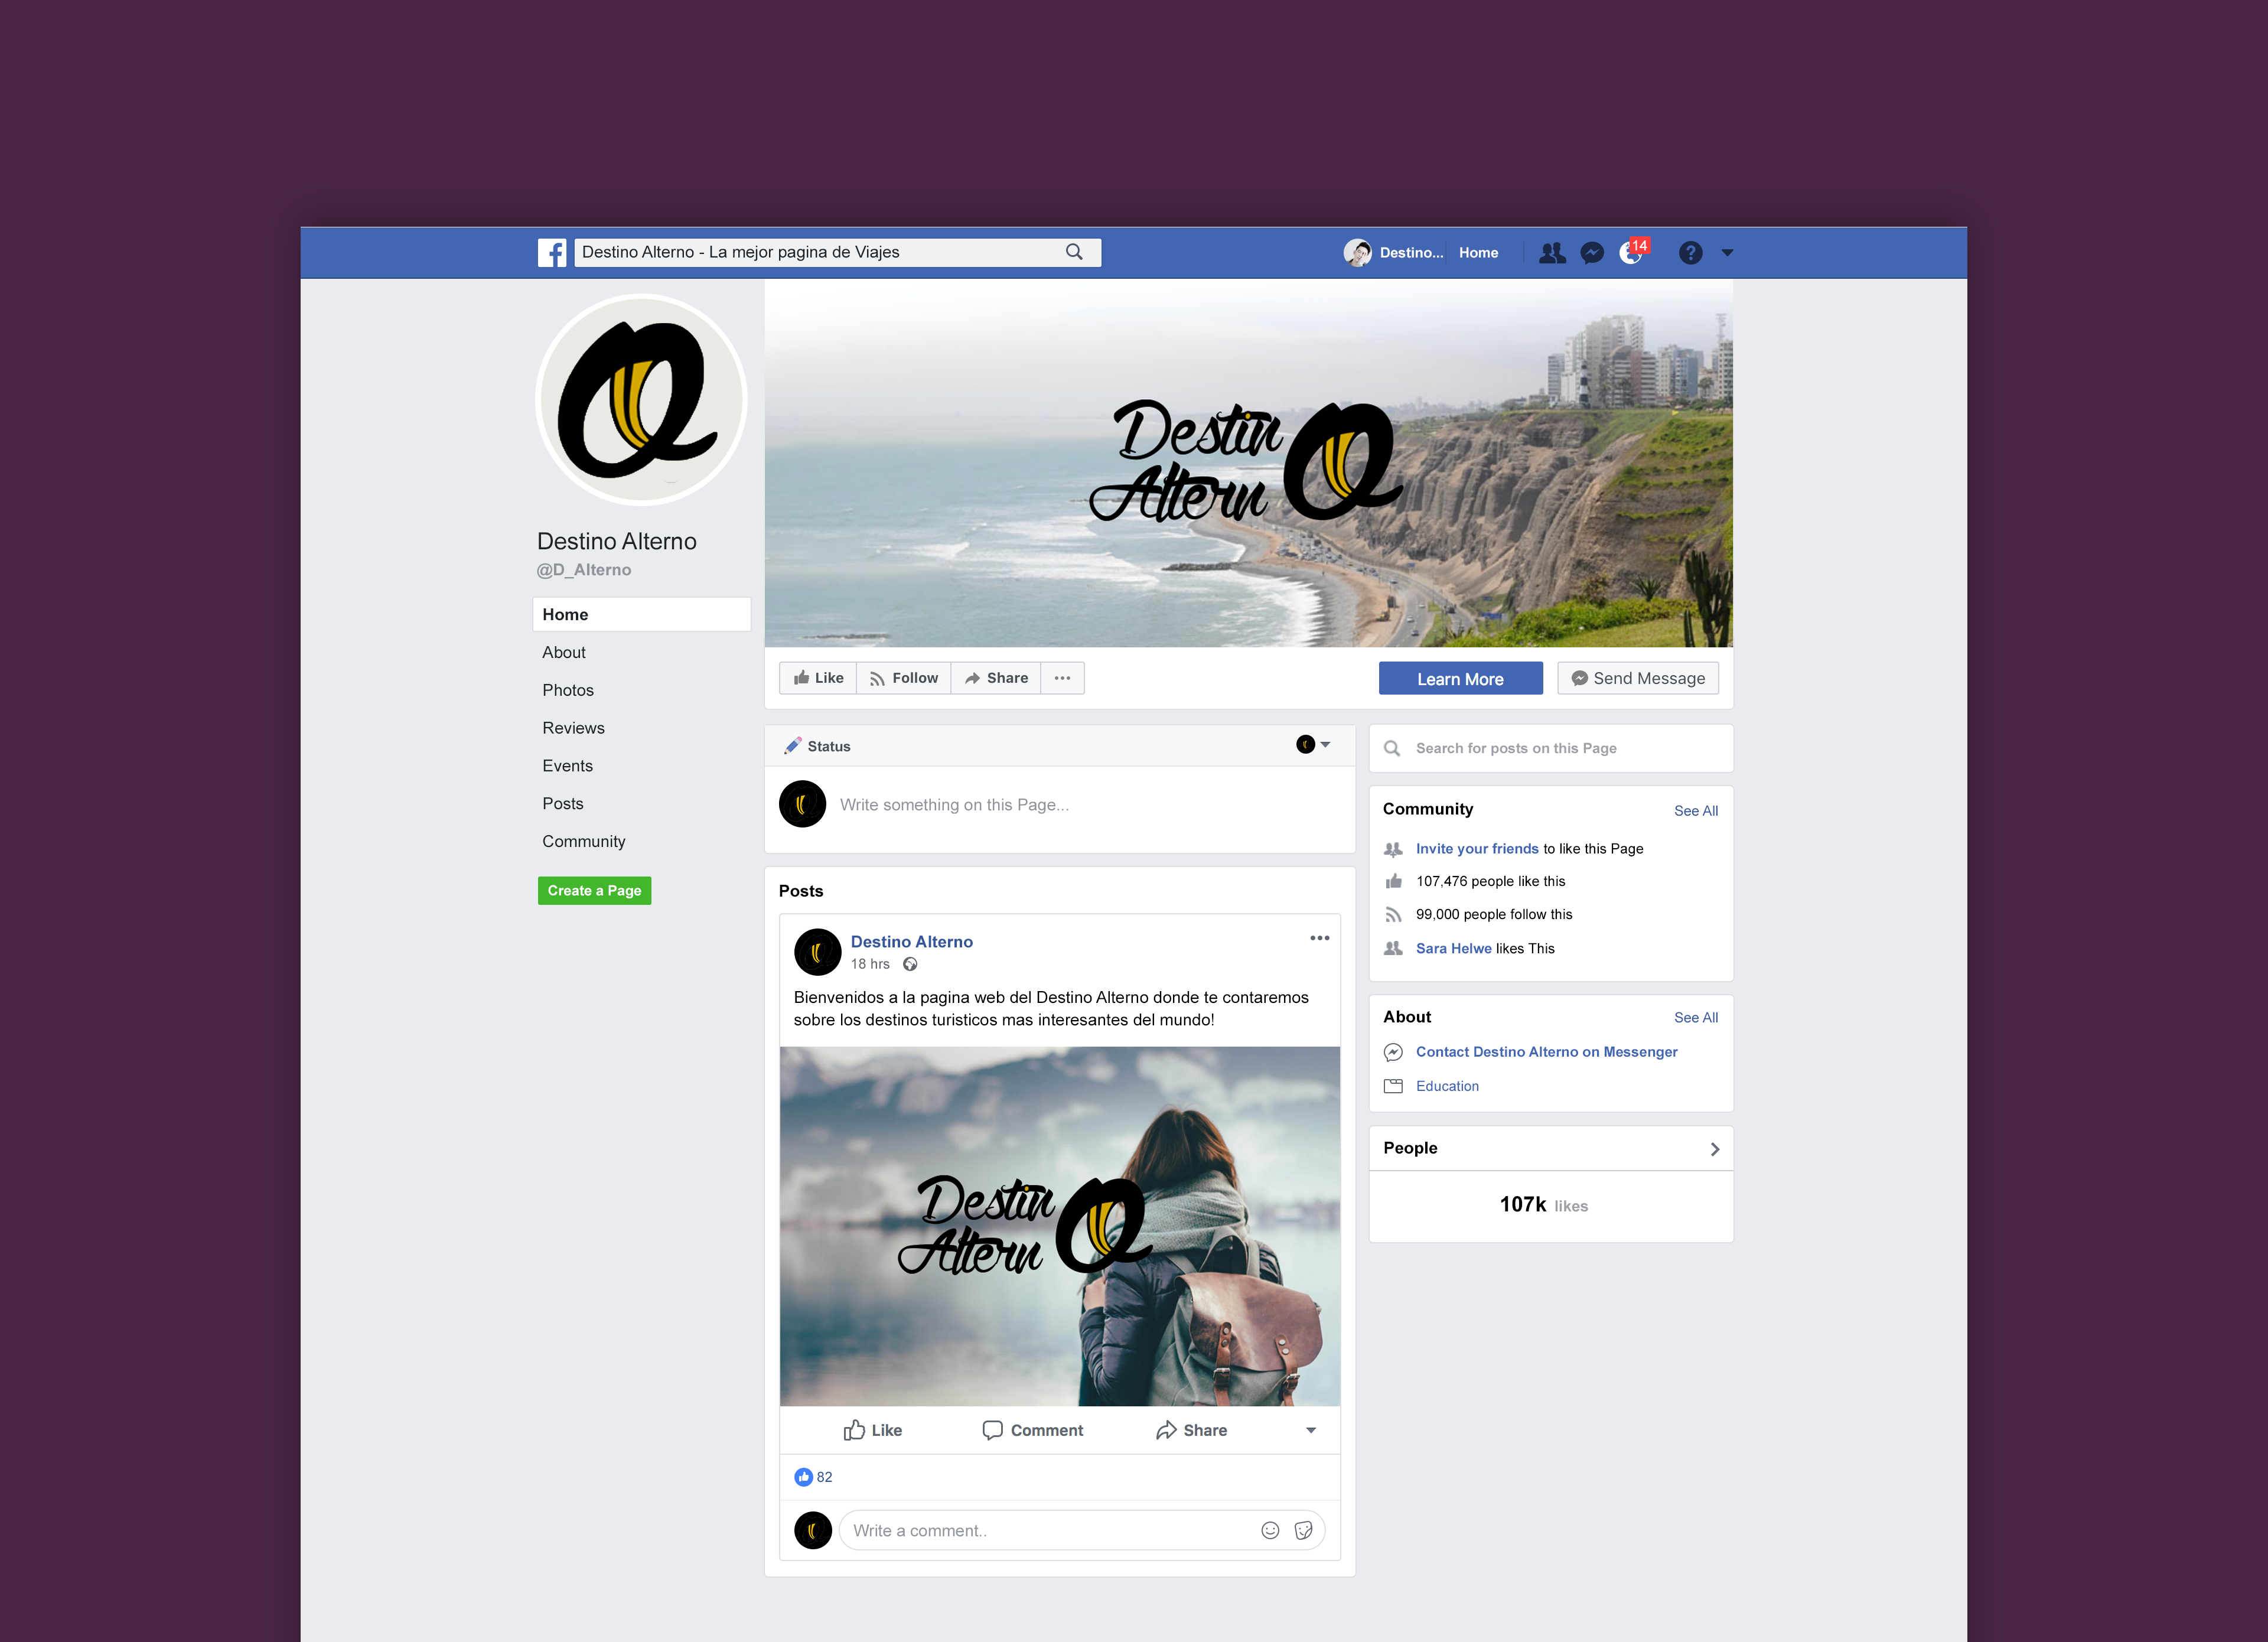 Destino Alterno - La mejor pagina de Viajes
Destino...
Home
14
?
Destino Alterno
@D_Alterno
Home
About
Photos
Reviews
Events
Posts
Community
Create a Page
Destin O
Altern
Like
Follow
Share
Learn More
Send Message
Status
Write something on this Page...
Posts
Destino Alterno
18 hrs
Bienvenidos a la pagina web del Destino Alterno donde te contaremos
sobre los destinos turisticos mas interesantes del mundo!
Destin O
Altern
Like
Comment
Share
82
Write a comment..
Search for posts on this Page
Community
See All
Invite your friends to like this Page
107,476 people like this
99,000 people follow this
Sara Helwe likes This
About
See All
Contact Destino Alterno on Messenger
Education
People
107k likes